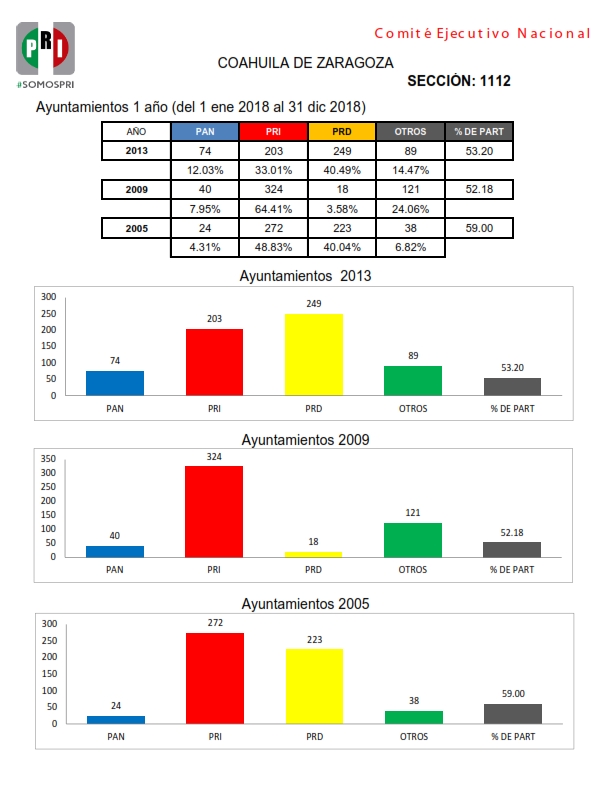 Comité Ejecutivo Nacional
PRI
#SOMOSPRI
COAHUILA DE ZARAGOZA
SECCIÓN: 1112
Ayuntamientos 1 año (del 1 ene 2018 al 31 dic 2018)
AÑO PAN PRI PRD OTROS % DE PART
2013 74 203 249 89 53.20
12.03% 33.01% 40.49% 14.47%
2009 40 324 18 121 52.18
7.95% 64.41% 3.58% 24.06%
2005 24 272 223 38 59.00
4.31% 48.83% 40.04% 6.82%
Ayuntamientos 2013
300
250
200
150
100
50
0
74 203 249 89 53.20
PAN PRI PRD OTROS % DE PART
Ayuntamientos 2009
350
300
250
200
150
100
50
0
40 324 18 121 52.18
PAN PRI PRD OTROS % DE PART
Ayuntamientos 2005
300
250
200
150
100
50
0
24 272 223 38 59.00
PAN PRI PRD OTROS % DE PART